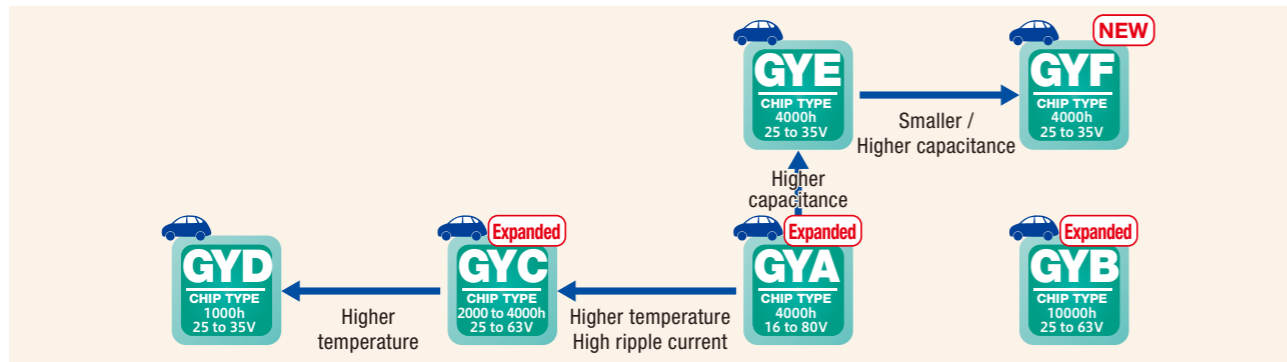 NEW
GYE
CHIP TYPE
4000h
25 to 35V
Smaller /
Higher capacitance
GYF
CHIP TYPE
4000h
25 to 35V
Higher
capacitance
GYD
CHIP TYPE
1000h
25 to 35V
Higher
temperature
Expanded
GYC
CHIP TYPE
2000 to 4000h
25 to 63V
Higher temperature
High ripple current
Expanded
GYA
CHIP TYPE
4000h
16 to 80V
Expanded
GYB
CHIP TYPE
10000h
25 to 63V